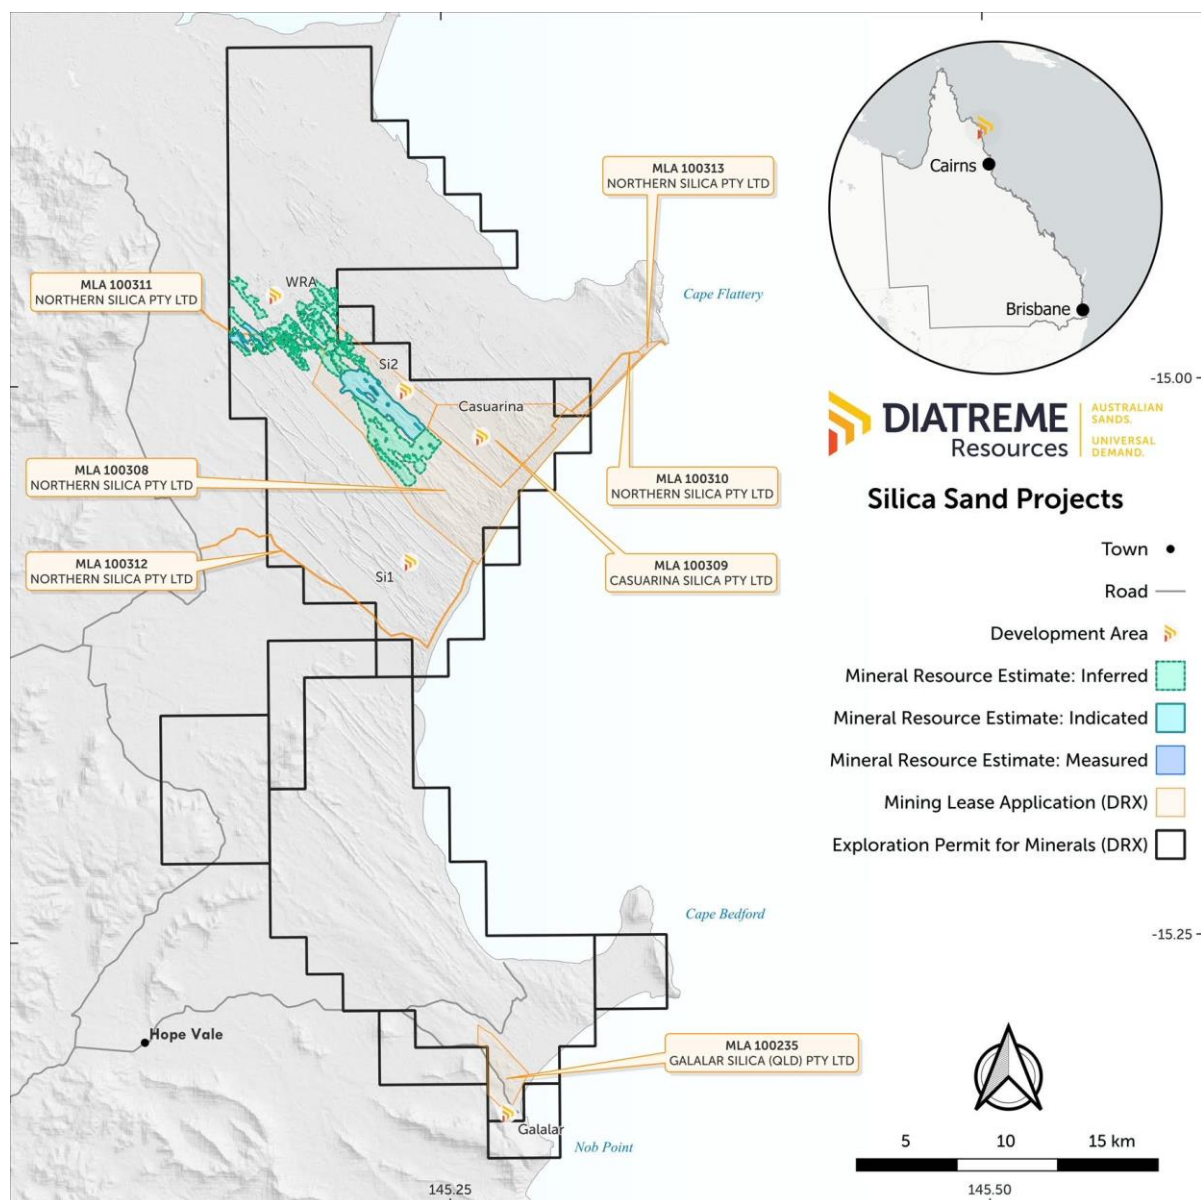 MLA 100313
NORTHERN SILICA PTY LTD
Cairns
Brisbane
MLA 100311
NORTHERN SILICA PTY LTD
WRA
Cape Flattery
Si2
Casuarina
-15.00
DIATREME
Resources
AUSTRALIAN
SANDS.
UNIVERSAL
DEMAND.
MLA 100308
NORTHERN SILICA PTY LTD
MLA 100310
NORTHERN SILICA PTY LTD
Silica Sand Projects
MLA 100312
NORTHERN SILICA PTY LTD
Si1
MLA 100309
CASUARINA SILICA PTY LTD
Town
Road
Development Area
Mineral Resource Estimate: Inferred
Mineral Resource Estimate: Indicated
Mineral Resource Estimate: Measured
Mining Lease Application (DRX)
Exploration Permit for Minerals (DRX)
Cape Bedford
-15.25
Hope Vale
MLA 100235
GALALAR SILICA (QLD) PTY LTD
Galalar
Nob Point
5 10 15 km
145.25
145.50